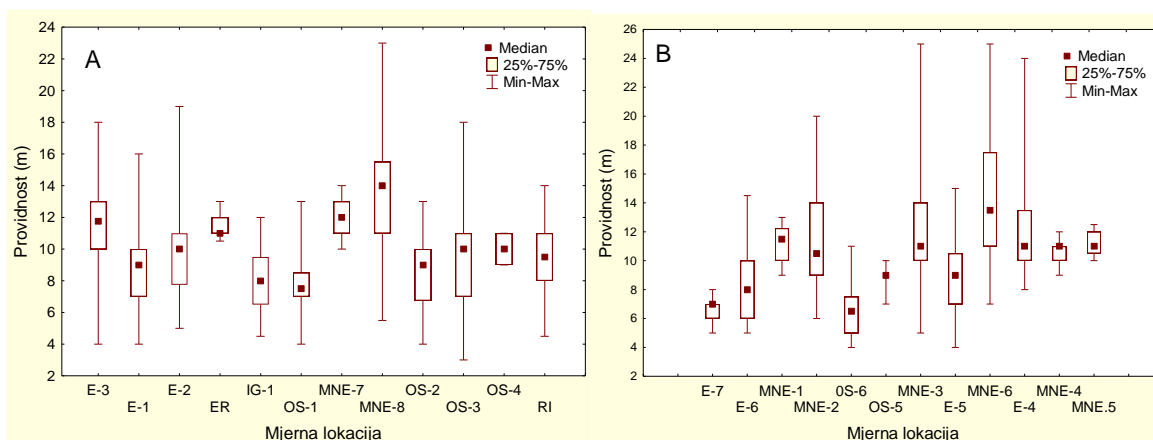 A
Median
25%-75%
Min-Max
Providnost (m)
24
22
20
18
16
14
12
10
8
6
4
2
E-3 E-2 IG-1 MNE-7 OS-2 OS-4
E-1 ER OS-1 MNE-8 OS-3 RI
Mjerna lokacija
B
Median
25%-75%
Min-Max
Providnost (m)
26
24
22
20
18
16
14
12
10
8
6
4
2
E-7 MNE-1 0S-6 MNE-3 MNE-6 MNE-4
E-6 MNE-2 OS-5 E-5 E-4 MNE.5
Mjerna lokacija